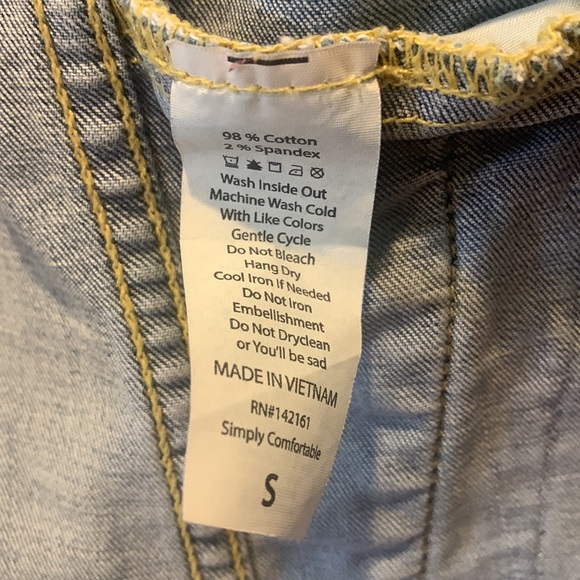 98 % Cotton
2 % Spandex
Wash Inside Out
Machine Wash Cold
With Like Colors
Gentle Cycle
Do Not Bleach
Hang Dry
Cool Iron If Needed
Do Not Iron
Embellishment
Do Not Dryclean
or You'll be sad
MADE IN VIETNAM
RN#142161
Simply Comfortable
S